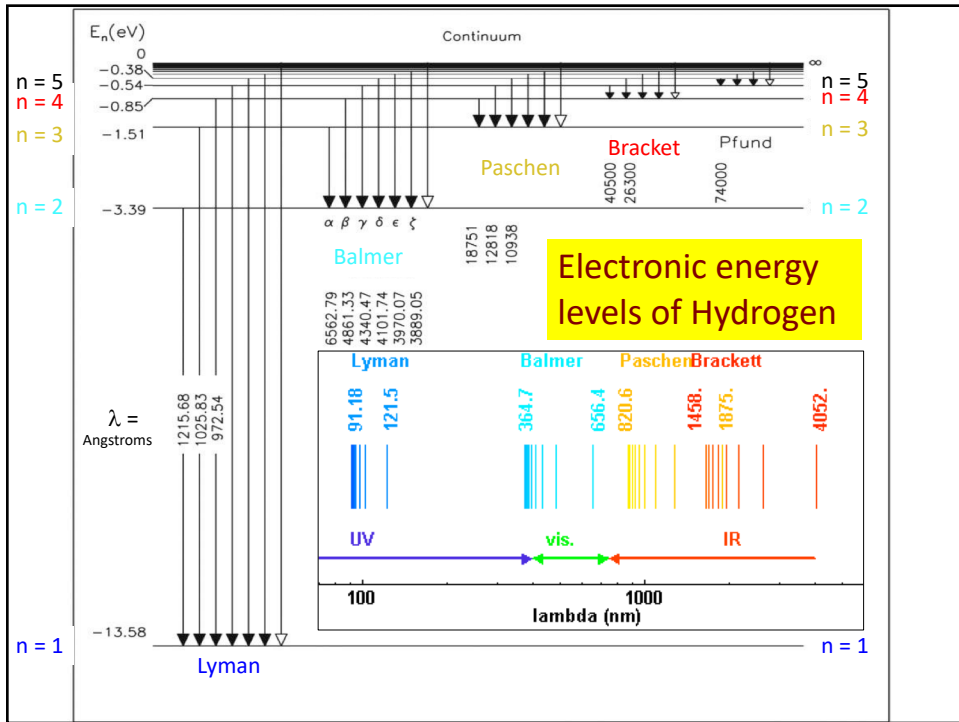 Eₙ(eV)
Continuum
0
∞
−0.38
n = 5
−0.54
n = 5
n = 4
−0.85
n = 4
n = 3
−1.51
n = 3
Bracket
Pfund
Paschen
40500
26300
74000
n = 2
−3.39
n = 2
α β γ δ ϵ ζ
Balmer
18751
12818
10938
Electronic energy
levels of Hydrogen
6562.79
4861.33
4340.47
4101.74
3970.07
3889.05
Lyman Balmer Paschen Brackett
91.18
121.5
364.7
656.4
820.6
1458.
1875.
4052.
λ =
Angstroms
1215.68
1025.83
972.54
UV vis. IR
100 1000
lambda (nm)
−13.58
n = 1
n = 1
Lyman